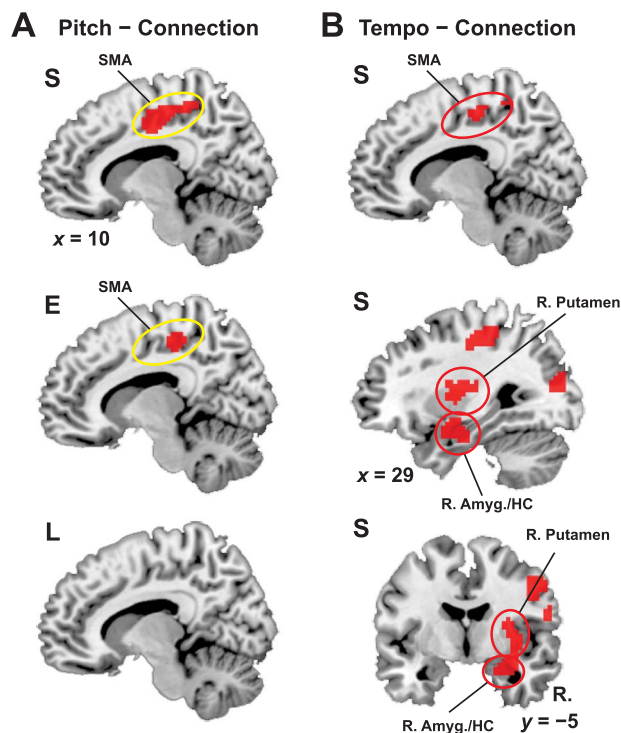 A Pitch − Connection
SMA
S
x = 10
SMA
E
L
B Tempo − Connection
SMA
S
S
R. Putamen
x = 29
R. Amyg./HC
S
R. Putamen
R. Amyg./HC
R.
y = −5